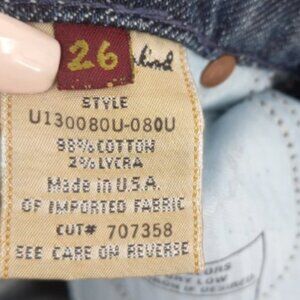 26
STYLE
U130080U-080U
98% COTTON
2% LYCRA
Made in U.S.A.
OF IMPORTED FABRIC
CUT# 707358
SEE CARE ON REVERSE